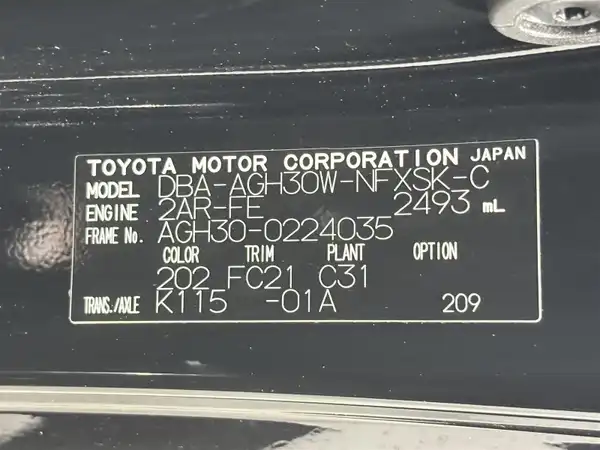 TOYOTA MOTOR CORPORATION JAPAN
MODEL DBA-AGH30W-NFXSK-C
ENGINE 2AR-FE 2493 mL
FRAME No. AGH30-0224035
COLOR TRIM PLANT OPTION
202 FC21 C31
TRANS./AXLE K115 -01A 209